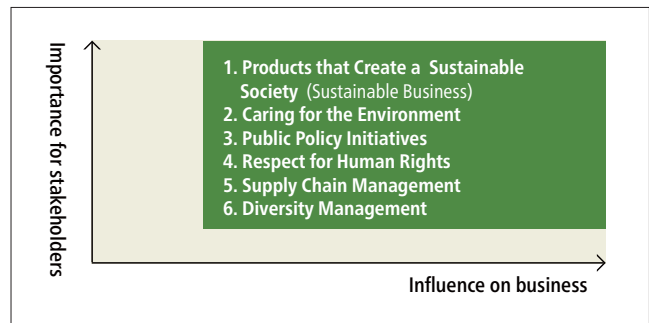 Importance for stakeholders
1. Products that Create a Sustainable
Society (Sustainable Business)
2. Caring for the Environment
3. Public Policy Initiatives
4. Respect for Human Rights
5. Supply Chain Management
6. Diversity Management
Influence on business